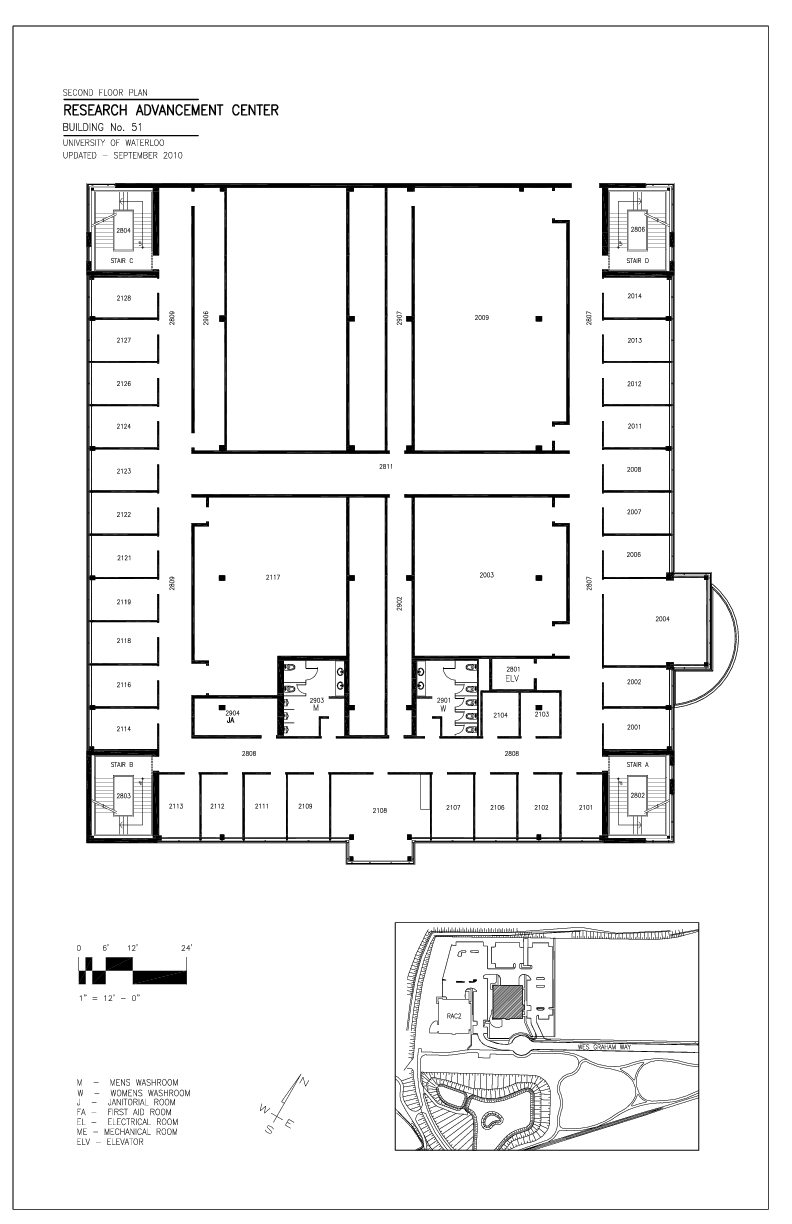 SECOND FLOOR PLAN
RESEARCH ADVANCEMENT CENTER
BUILDING No. 51
UNIVERSITY OF WATERLOO
UPDATED – SEPTEMBER 2010
2804
STAIR C
2806
STAIR D
2128
2809
2906
2907
2009
2807
2014
2127
2013
2126
2012
2124
2011
2811
2123
2008
2122
2007
2121
2006
2809
2117
2902
2003
2807
2119
2004
2118
2116
2801
ELV
2002
2903
M
2901
W
2904
JA
2104
2103
2114
2001
2808
2808
STAIR B
2803
STAIR A
2802
2113
2112
2111
2109
2108
2107
2106
2102
2101
0 6' 12' 24'
1" = 12' – 0"
RAC2
WES GRAHAM WAY
N
W
E
S
M – MENS WASHROOM
W – WOMENS WASHROOM
J – JANITORIAL ROOM
FA – FIRST AID ROOM
EL – ELECTRICAL ROOM
ME – MECHANICAL ROOM
ELV – ELEVATOR